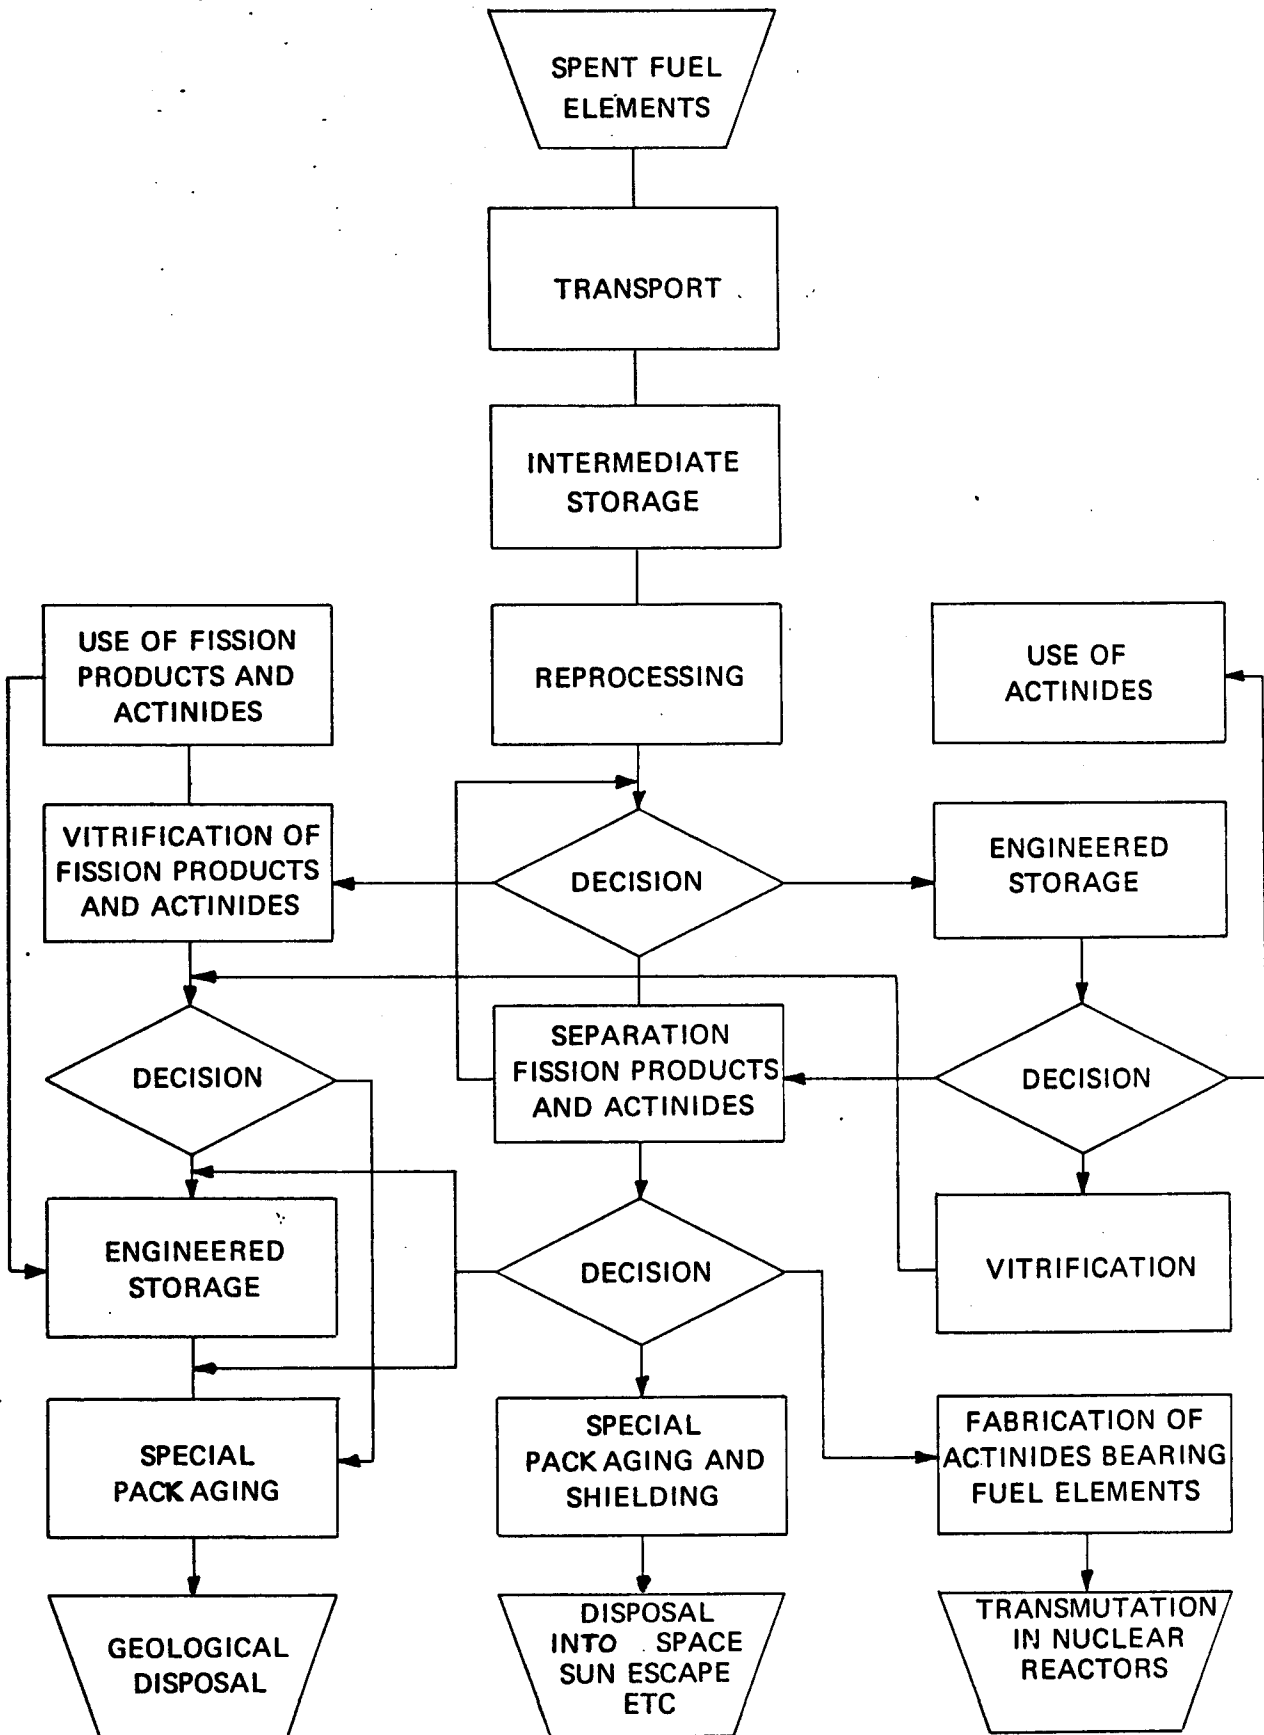 SPENT FUEL
ELEMENTS
TRANSPORT
INTERMEDIATE
STORAGE
USE OF FISSION
PRODUCTS AND
ACTINIDES
REPROCESSING
USE OF
ACTINIDES
VITRIFICATION OF
FISSION PRODUCTS
AND ACTINIDES
DECISION
ENGINEERED
STORAGE
DECISION
SEPARATION
FISSION PRODUCTS
AND ACTINIDES
DECISION
ENGINEERED
STORAGE
DECISION
VITRIFICATION
SPECIAL
PACKAGING
SPECIAL
PACKAGING AND
SHIELDING
FABRICATION OF
ACTINIDES BEARING
FUEL ELEMENTS
GEOLOGICAL
DISPOSAL
DISPOSAL
INTO SPACE
SUN ESCAPE
ETC
TRANSMUTATION
IN NUCLEAR
REACTORS